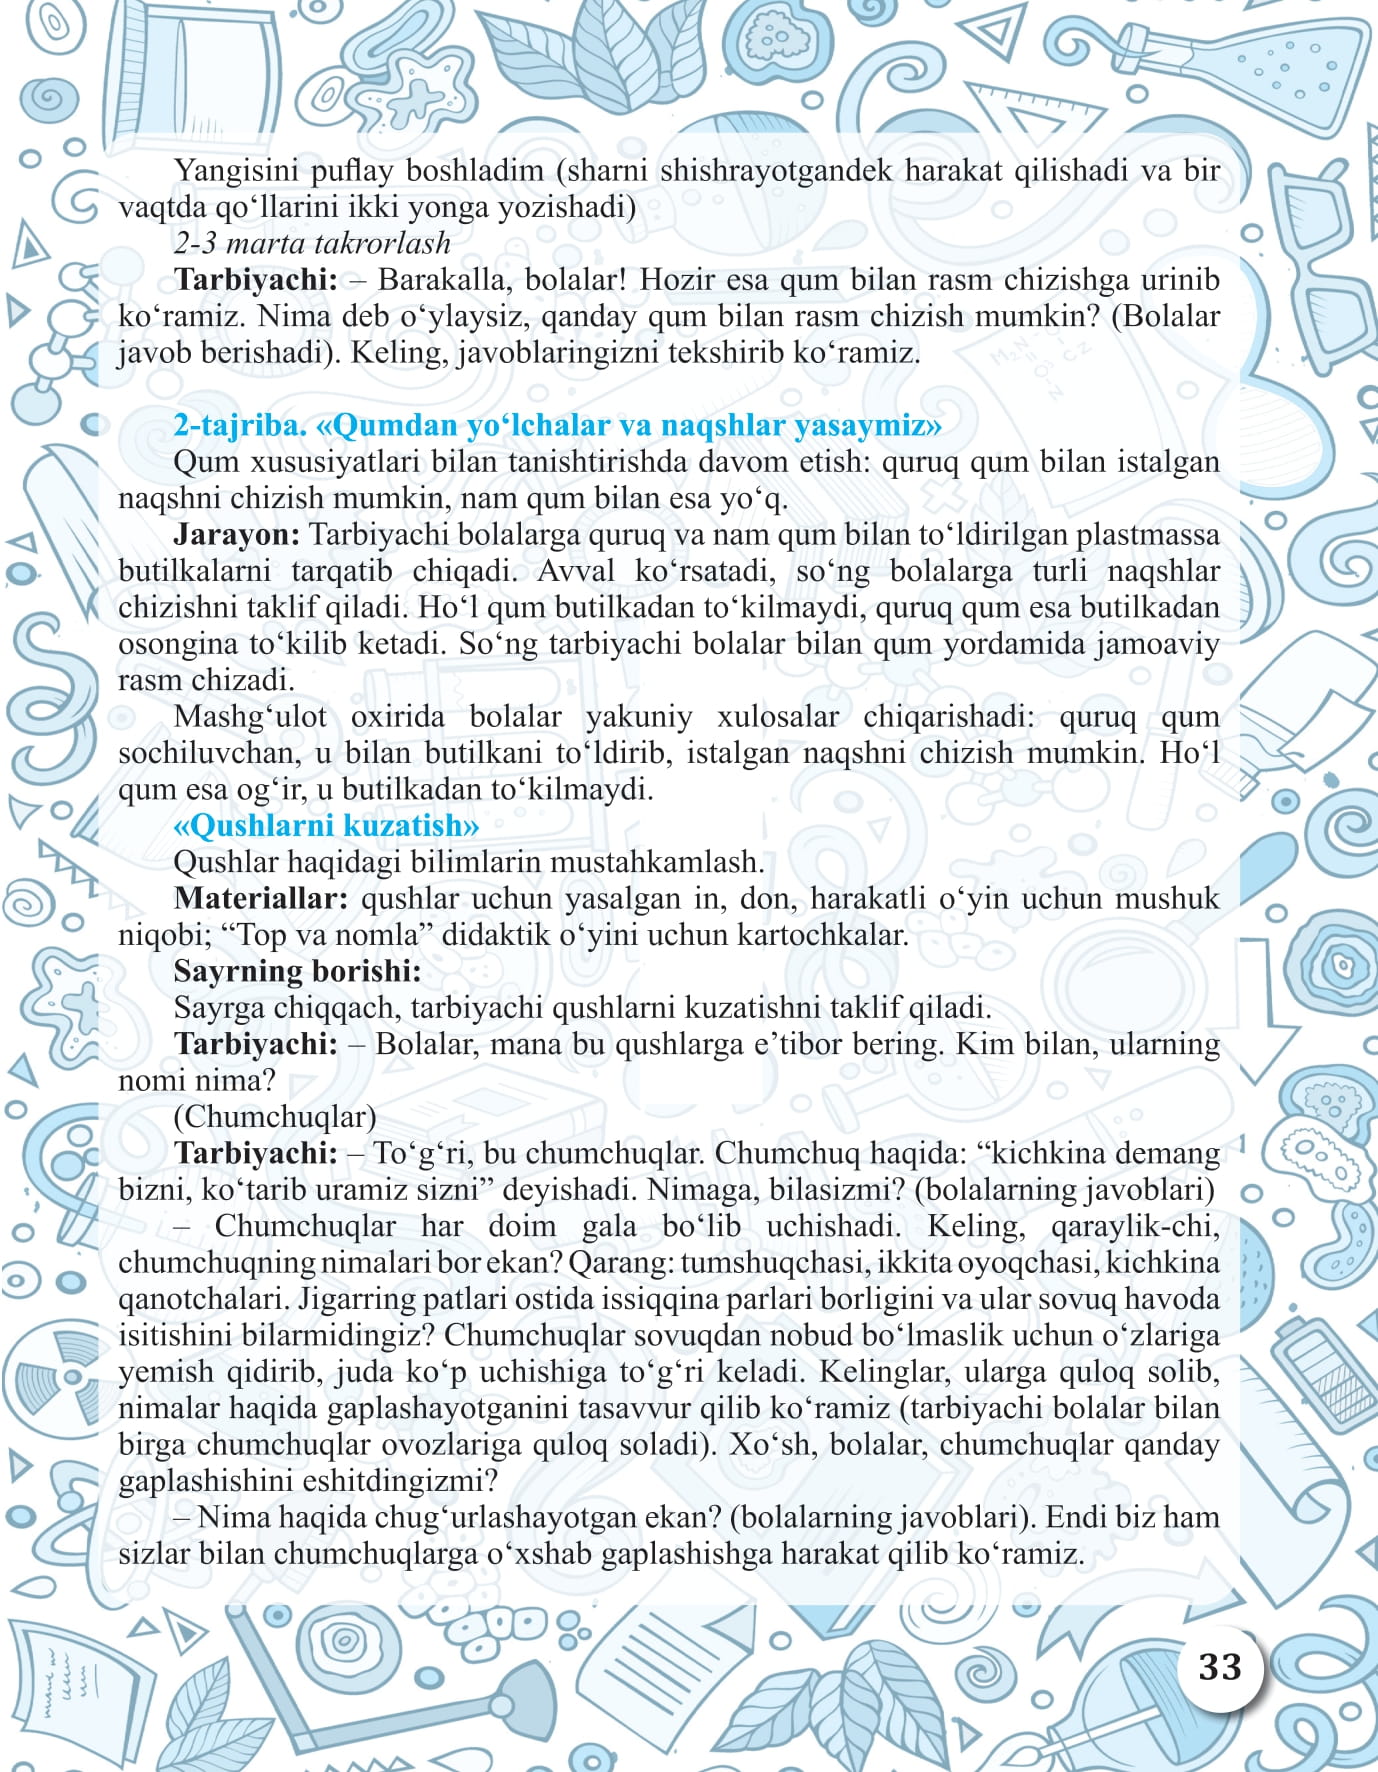 Yangisini puflay boshladim (sharni shishrayotgandek harakat qilishadi va bir
vaqtda qo‘llarini ikki yonga yozishadi)
2-3 marta takrorlash
Tarbiyachi: – Barakalla, bolalar! Hozir esa qum bilan rasm chizishga urinib
ko‘ramiz. Nima deb o‘ylaysiz, qanday qum bilan rasm chizish mumkin? (Bolalar
javob berishadi). Keling, javoblaringizni tekshirib ko‘ramiz.
2-tajriba. «Qumdan yo‘lchalar va naqshlar yasaymiz»
Qum xususiyatlari bilan tanishtirishda davom etish: quruq qum bilan istalgan
naqshni chizish mumkin, nam qum bilan esa yo‘q.
Jarayon: Tarbiyachi bolalarga quruq va nam qum bilan to‘ldirilgan plastmassa
butilkalarni tarqatib chiqadi. Avval ko‘rsatadi, so‘ng bolalarga turli naqshlar
chizishni taklif qiladi. Ho‘l qum butilkadan to‘kilmaydi, quruq qum esa butilkadan
osongina to‘kilib ketadi. So‘ng tarbiyachi bolalar bilan qum yordamida jamoaviy
rasm chizadi.
Mashg‘ulot oxirida bolalar yakuniy xulosalar chiqarishadi: quruq qum
sochiluvchan, u bilan butilkani to‘ldirib, istalgan naqshni chizish mumkin. Ho‘l
qum esa og‘ir, u butilkadan to‘kilmaydi.
«Qushlarni kuzatish»
Qushlar haqidagi bilimlarin mustahkamlash.
Materiallar: qushlar uchun yasalgan in, don, harakatli o‘yin uchun mushuk
niqobi; “Top va nomla” didaktik o‘yini uchun kartochkalar.
Sayrning borishi:
Sayrga chiqqach, tarbiyachi qushlarni kuzatishni taklif qiladi.
Tarbiyachi: – Bolalar, mana bu qushlarga e’tibor bering. Kim bilan, ularning
nomi nima?
(Chumchuqlar)
Tarbiyachi: – To‘g‘ri, bu chumchuqlar. Chumchuq haqida: “kichkina demang
bizni, ko‘tarib uramiz sizni” deyishadi. Nimaga, bilasizmi? (bolalarning javoblari)
– Chumchuqlar har doim gala bo‘lib uchishadi. Keling, qaraylik-chi,
chumchuqning nimalari bor ekan? Qarang: tumshuqchasi, ikkita oyoqchasi, kichkina
qanotchalari. Jigarring patlari ostida issiqqina parlari borligini va ular sovuq havoda
isitishini bilarmidingiz? Chumchuqlar sovuqdan nobud bo‘lmaslik uchun o‘zlariga
yemish qidirib, juda ko‘p uchishiga to‘g‘ri keladi. Kelinglar, ularga quloq solib,
nimalar haqida gaplashayotganini tasavvur qilib ko‘ramiz (tarbiyachi bolalar bilan
birga chumchuqlar ovozlariga quloq soladi). Xo‘sh, bolalar, chumchuqlar qanday
gaplashishini eshitdingizmi?
– Nima haqida chug‘urlashayotgan ekan? (bolalarning javoblari). Endi biz ham
sizlar bilan chumchuqlarga o‘xshab gaplashishga harakat qilib ko‘ramiz.
33